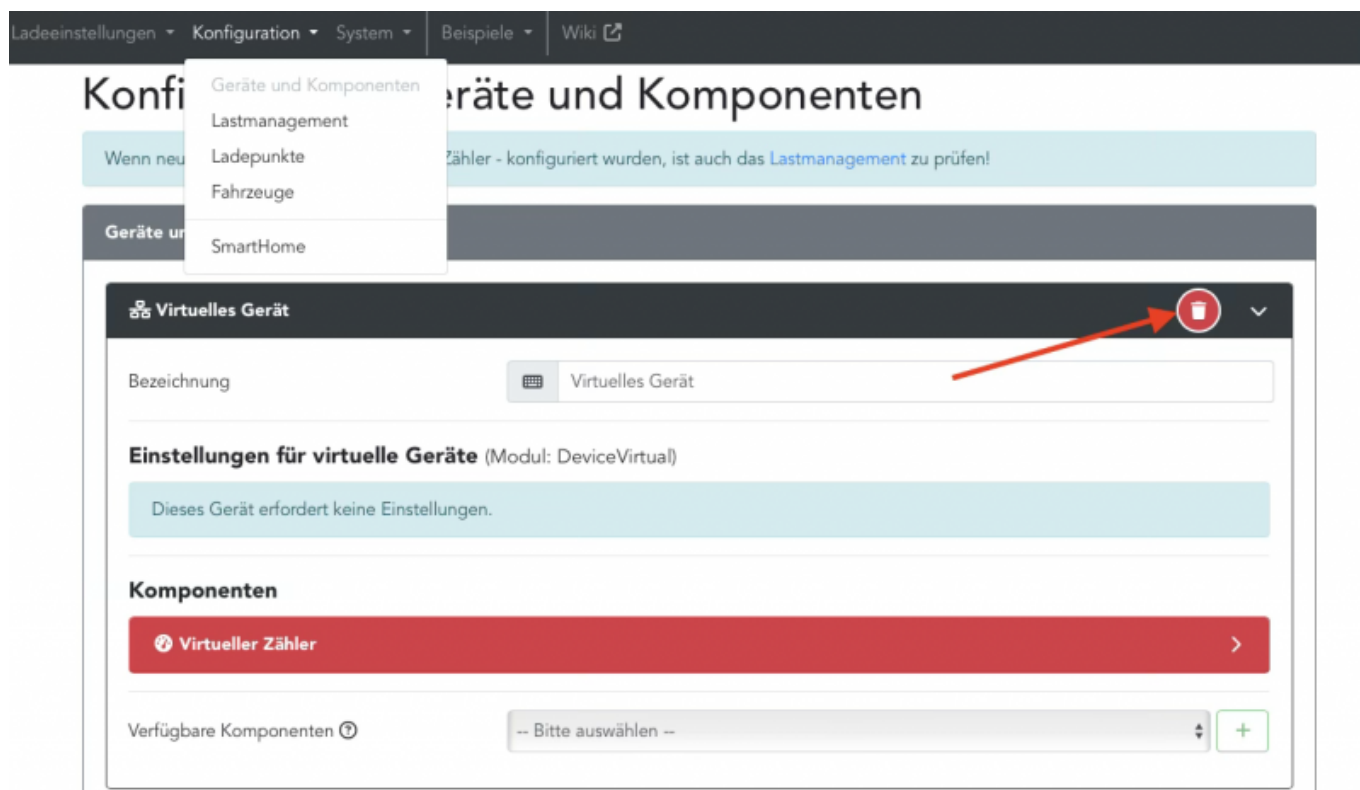 Ladeeinstellungen Konfiguration System Beispiele Wiki
Geräte und Komponenten
Lastmanagement
Ladepunkte
Fahrzeuge
SmartHome
Konfi räte und Komponenten
Wenn neu Zähler - konfiguriert wurden, ist auch das Lastmanagement zu prüfen!
Geräte
Virtuelles Gerät
Bezeichnung Virtuelles Gerät
Einstellungen für virtuelle Geräte (Modul: DeviceVirtual)
Dieses Gerät erfordert keine Einstellungen.
Komponenten
Virtueller Zähler
Verfügbare Komponenten -- Bitte auswählen --